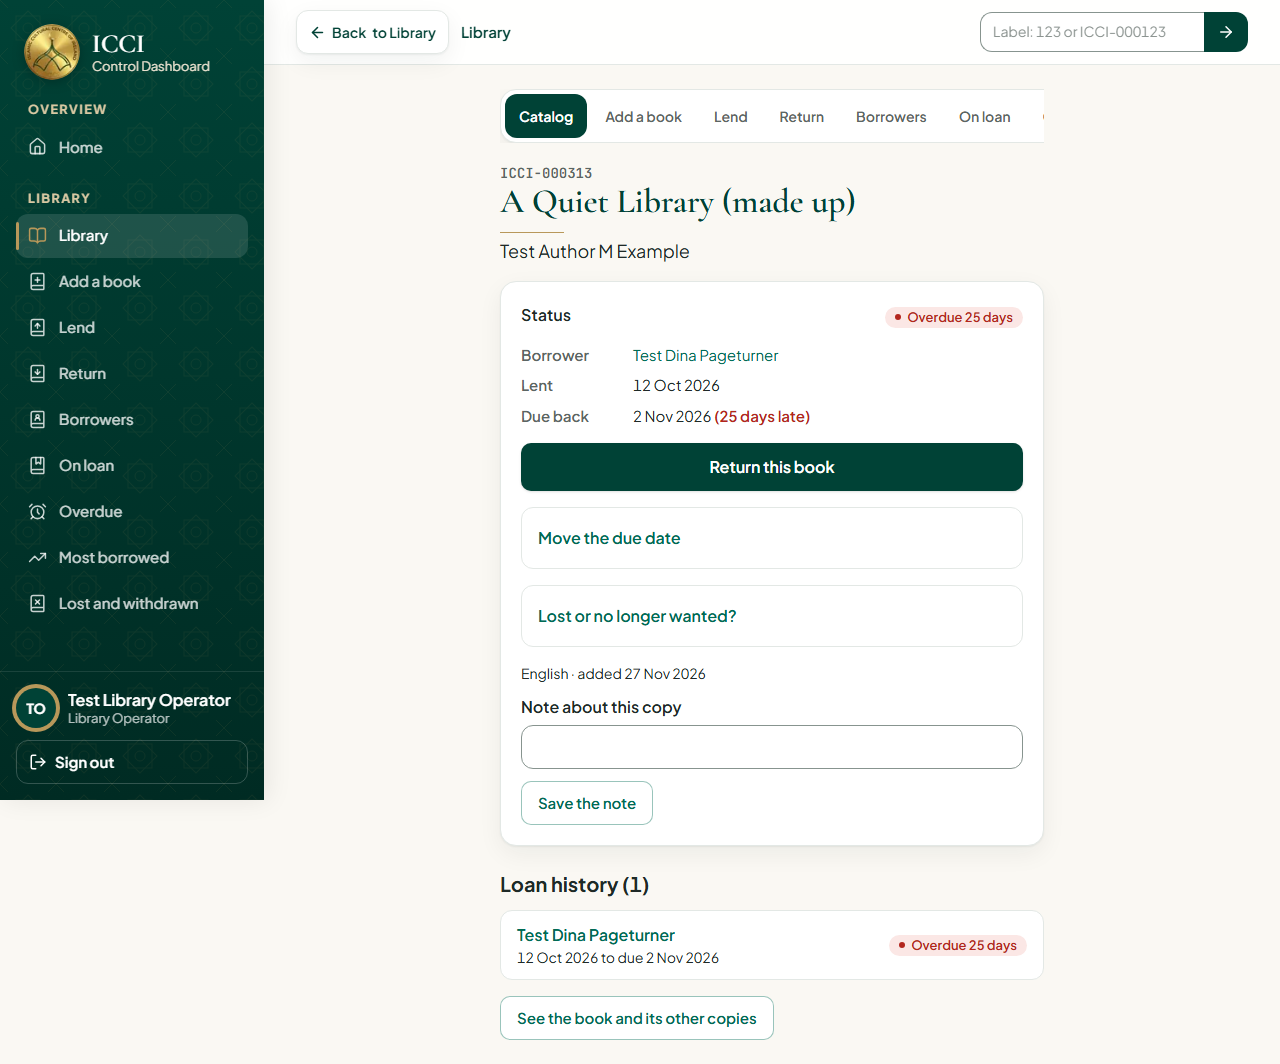 ICCI
Control Dashboard
OVERVIEW
Home
LIBRARY
Library
Add a book
Lend
Return
Borrowers
On loan
Overdue
Most borrowed
Lost and withdrawn
TO
Test Library Operator
Library Operator
Sign out
Back to Library
Library
Label: 123 or ICCI-000123
Catalog
Add a book
Lend
Return
Borrowers
On loan
ICCI-000313
A Quiet Library (made up)
Test Author M Example
Status
Overdue 25 days
Borrower
Test Dina Pageturner
Lent
12 Oct 2026
Due back
2 Nov 2026 (25 days late)
Return this book
Move the due date
Lost or no longer wanted?
English · added 27 Nov 2026
Note about this copy
Save the note
Loan history (1)
Test Dina Pageturner
12 Oct 2026 to due 2 Nov 2026
Overdue 25 days
See the book and its other copies